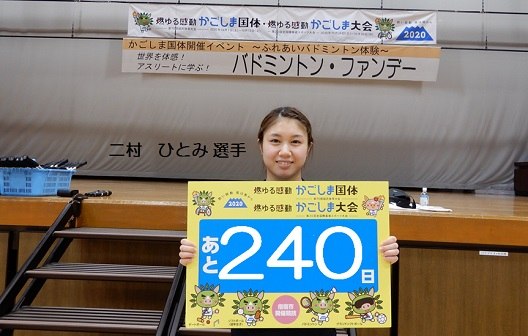 燃ゆる感動 かごしま国体・燃ゆる感動 かごしま大会
2020
かごしま国体開催イベント ～ふれあいバドミントン体験～
世界を体感！
アスリートに学ぶ！
バドミントン・ファンデー
二村 ひとみ 選手
2020
燃ゆる感動 かごしま国体
燃ゆる感動 かごしま大会
あと
240
日
開催競技